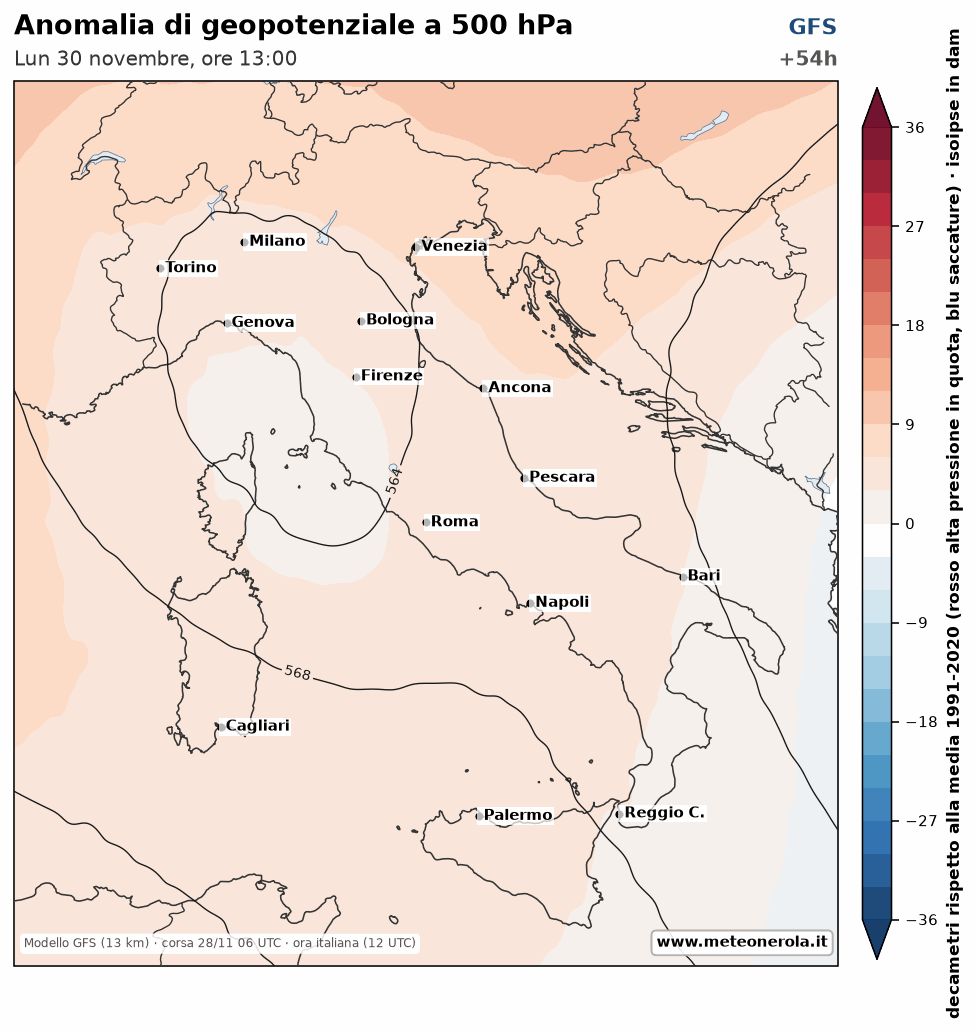 Anomalia di geopotenziale a 500 hPa
GFS
Lun 30 novembre, ore 13:00
+54h
Milano
Venezia
Torino
Genova
Bologna
Firenze
Ancona
564
Pescara
Roma
Bari
Napoli
568
Cagliari
Palermo
Reggio C.
Modello GFS (13 km) · corsa 28/11 06 UTC · ora italiana (12 UTC)
www.meteonerola.it
36
27
18
9
0
−9
−18
−27
−36
decametri rispetto alla media 1991-2020 (rosso alta pressione in quota, blu saccature) · isoipse in dam